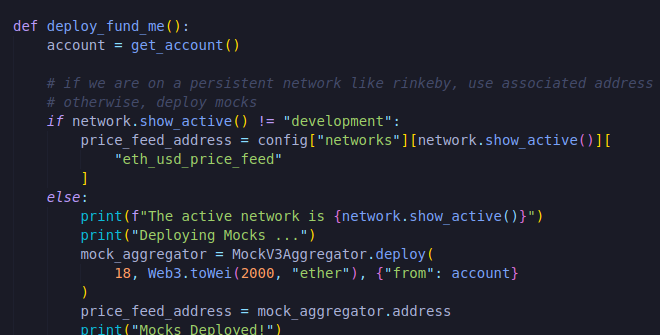 def deploy_fund_me():
    account = get_account()

    # if we are on a persistent network like rinkeby, use associated address
    # otherwise, deploy mocks
    if network.show_active() != "development":
        price_feed_address = config["networks"][network.show_active()][
            "eth_usd_price_feed"
        ]
    else:
        print(f"The active network is {network.show_active()}")
        print("Deploying Mocks ...")
        mock_aggregator = MockV3Aggregator.deploy(
            18, Web3.toWei(2000, "ether"), {"from": account}
        )
        price_feed_address = mock_aggregator.address
        print("Mocks Deployed!")